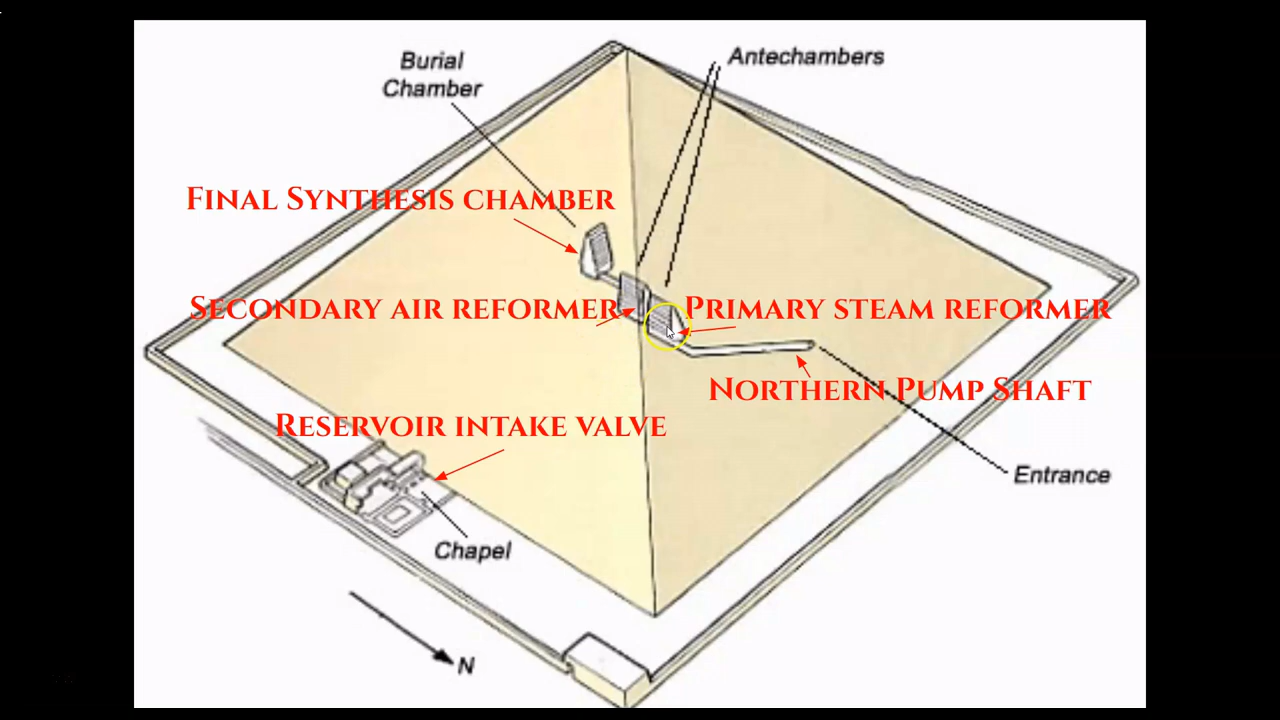 Burial
Chamber
Antechambers
Final Synthesis chamber
Secondary air reformer
Primary steam reformer
Northern Pump Shaft
Reservoir intake valve
Entrance
Chapel
N